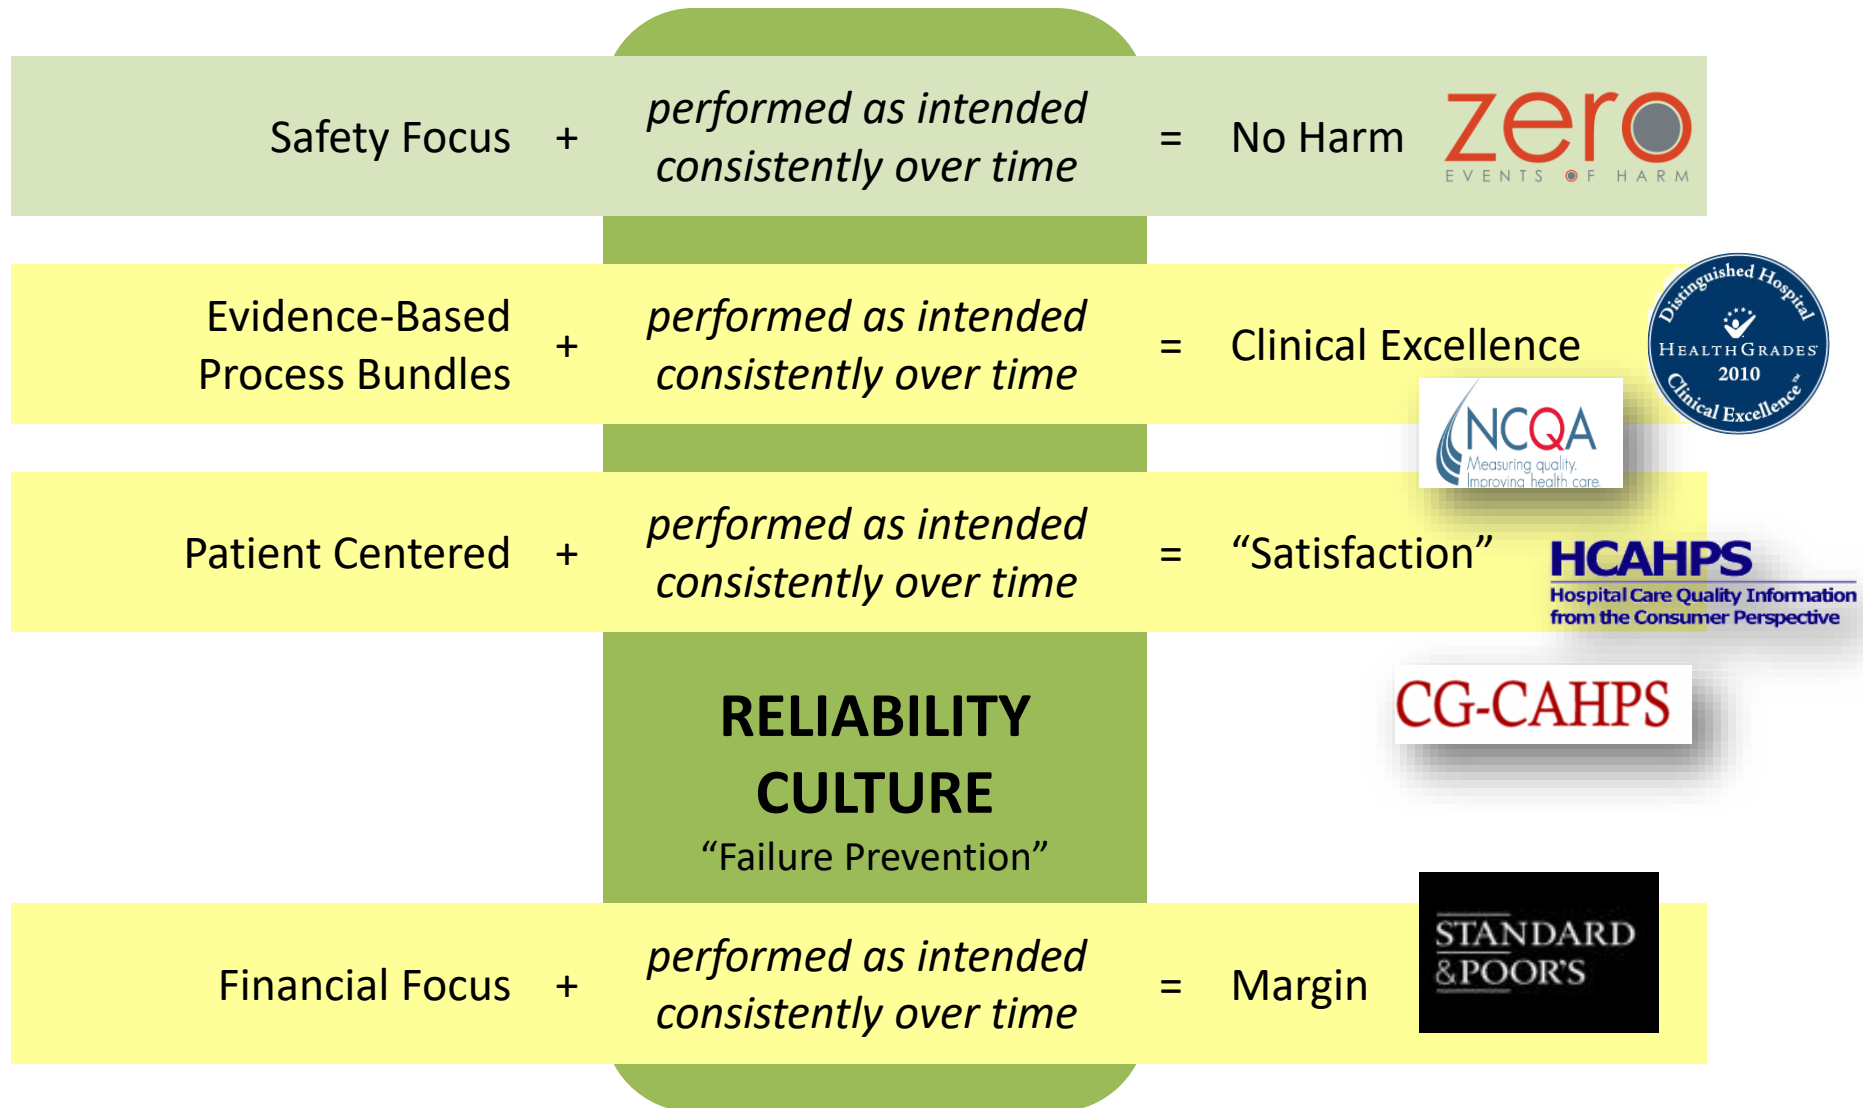 Safety Focus + performed as intended = No Harm zero
consistently over time
EVENTS OF HARM
Evidence-Based
Process Bundles
+
performed as intended
consistently over time
= Clinical Excellence
Distinguished Hospital
HEALTHGRADES
2010
Clinical Excellence™
NCQA
Measuring quality.
Improving health care.
Patient Centered +
performed as intended
consistently over time
= “Satisfaction”
HCAHPS
Hospital Care Quality Information
from the Consumer Perspective
CG-CAHPS
RELIABILITY
CULTURE
“Failure Prevention”
Financial Focus +
performed as intended
consistently over time
= Margin
STANDARD
&POOR'S